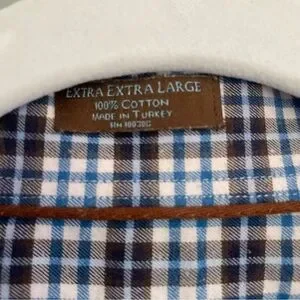 EXTRA EXTRA LARGE
100% COTTON
MADE IN TURKEY